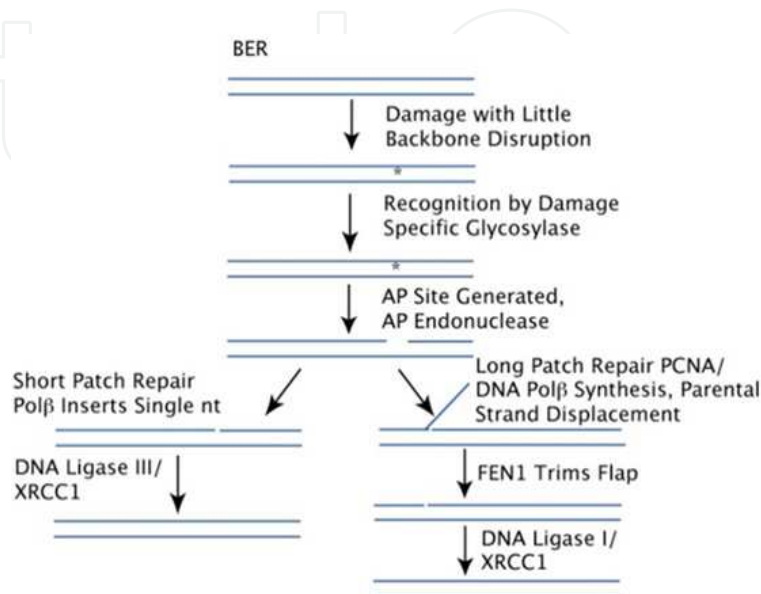 BER
Damage with Little
Backbone Disruption
*
Recognition by Damage
Specific Glycosylase
*
AP Site Generated,
AP Endonuclease
Short Patch Repair
Polβ Inserts Single nt
Long Patch Repair PCNA/
DNA Polβ Synthesis, Parental
Strand Displacement
DNA Ligase III/
XRCC1
FEN1 Trims Flap
DNA Ligase I/
XRCC1